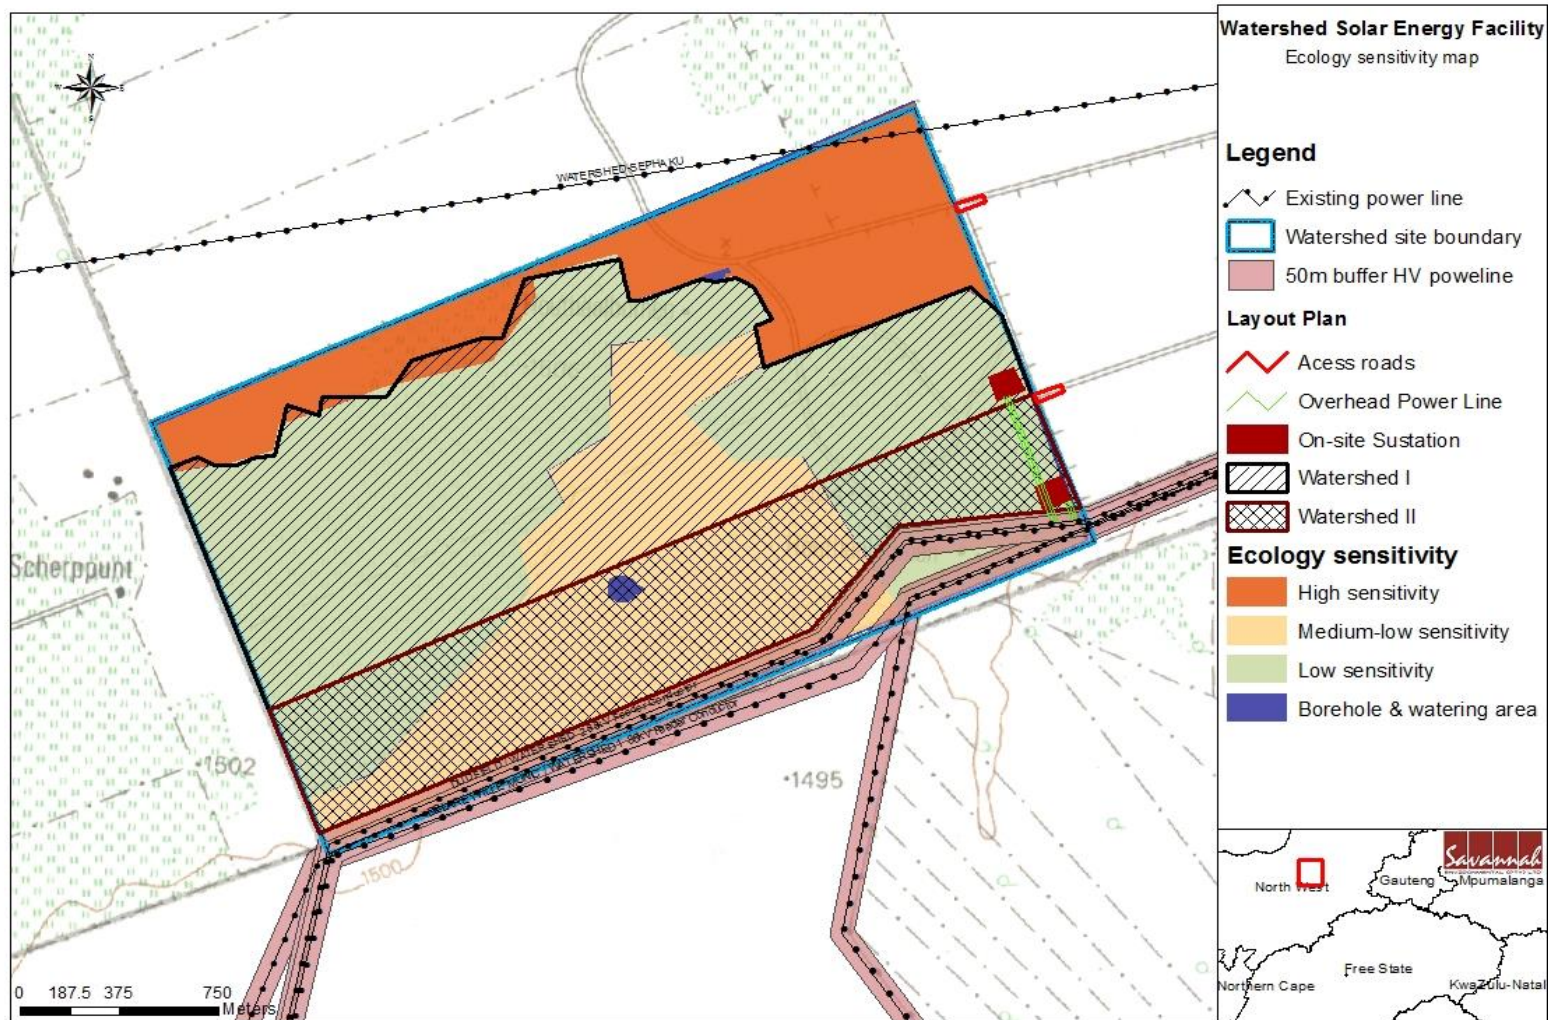 Watershed Solar Energy Facility
Ecology sensitivity map
Legend
Existing power line
Watershed site boundary
50m buffer HV poweline
Layout Plan
Acess roads
Overhead Power Line
On-site Sustation
Watershed I
Watershed II
Ecology sensitivity
High sensitivity
Medium-low sensitivity
Low sensitivity
Borehole & watering area
N
W
E
S
WATERSHED-SEPHAKU
X
Scherppunt
1502
1495
1500
0 187.5 375 750
Meters
Savannah
North West
Gauteng
Mpumalanga
Free State
Northern Cape
KwaZulu-Natal